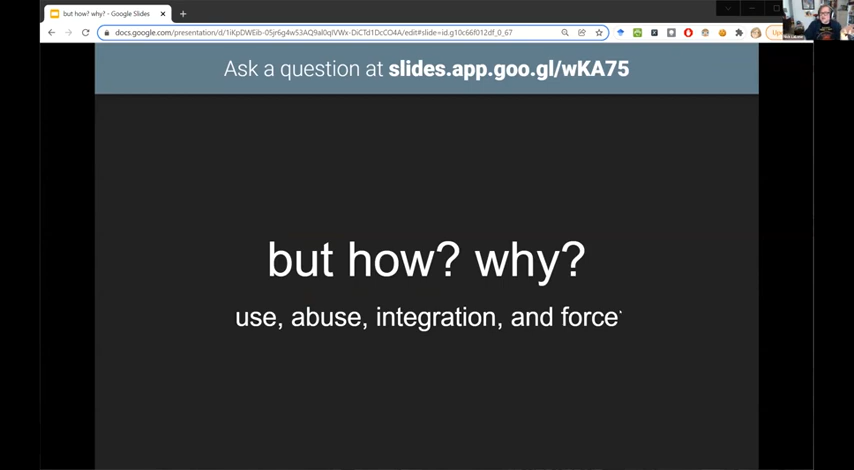 but how? why? - Google Slides
docs.google.com/presentation/d/1iKpDWEib-05jr6g4w53AQ9al0qlVWx-DiCTd1DcCO4A/edit#slide=id.g10c66f012df_0_67
Ask a question at slides.app.goo.gl/wKA75
but how? why?
use, abuse, integration, and force